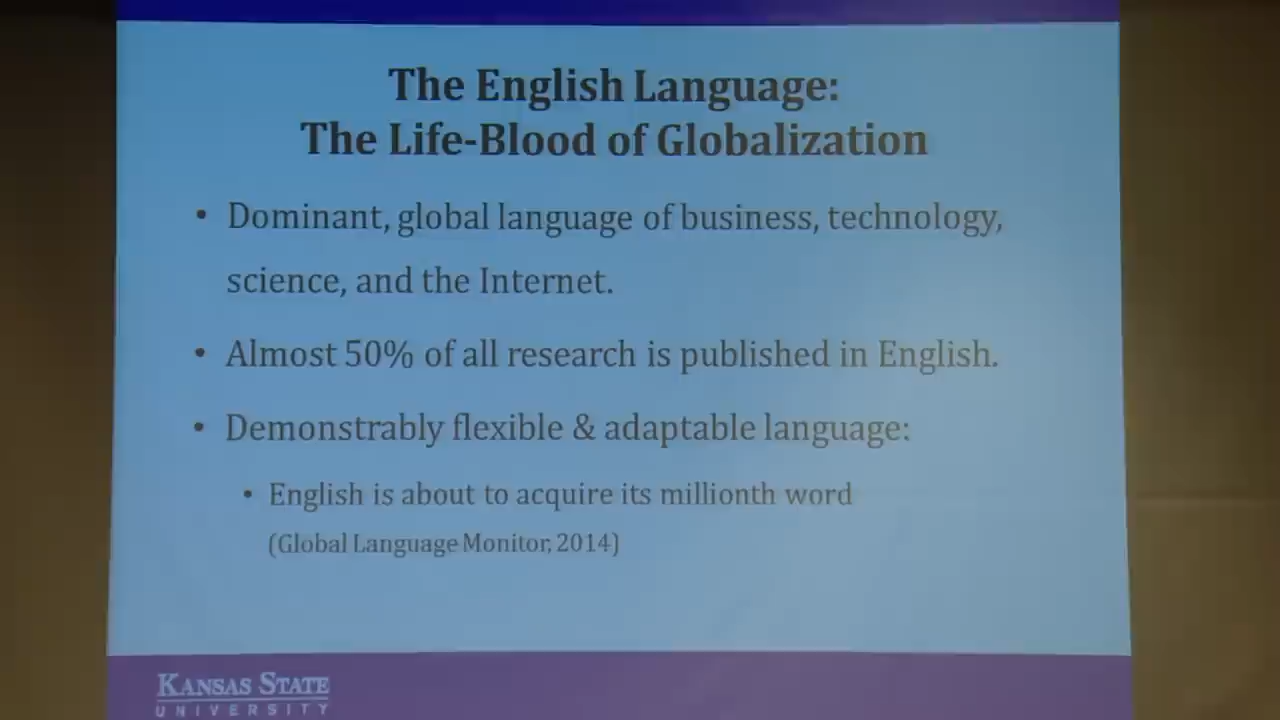 The English Language:
The Life-Blood of Globalization
• Dominant, global language of business, technology,
science, and the Internet.
• Almost 50% of all research is published in English.
• Demonstrably flexible & adaptable language:
• English is about to acquire its millionth word
(Global Language Monitor, 2014)
KANSAS STATE
UNIVERSITY